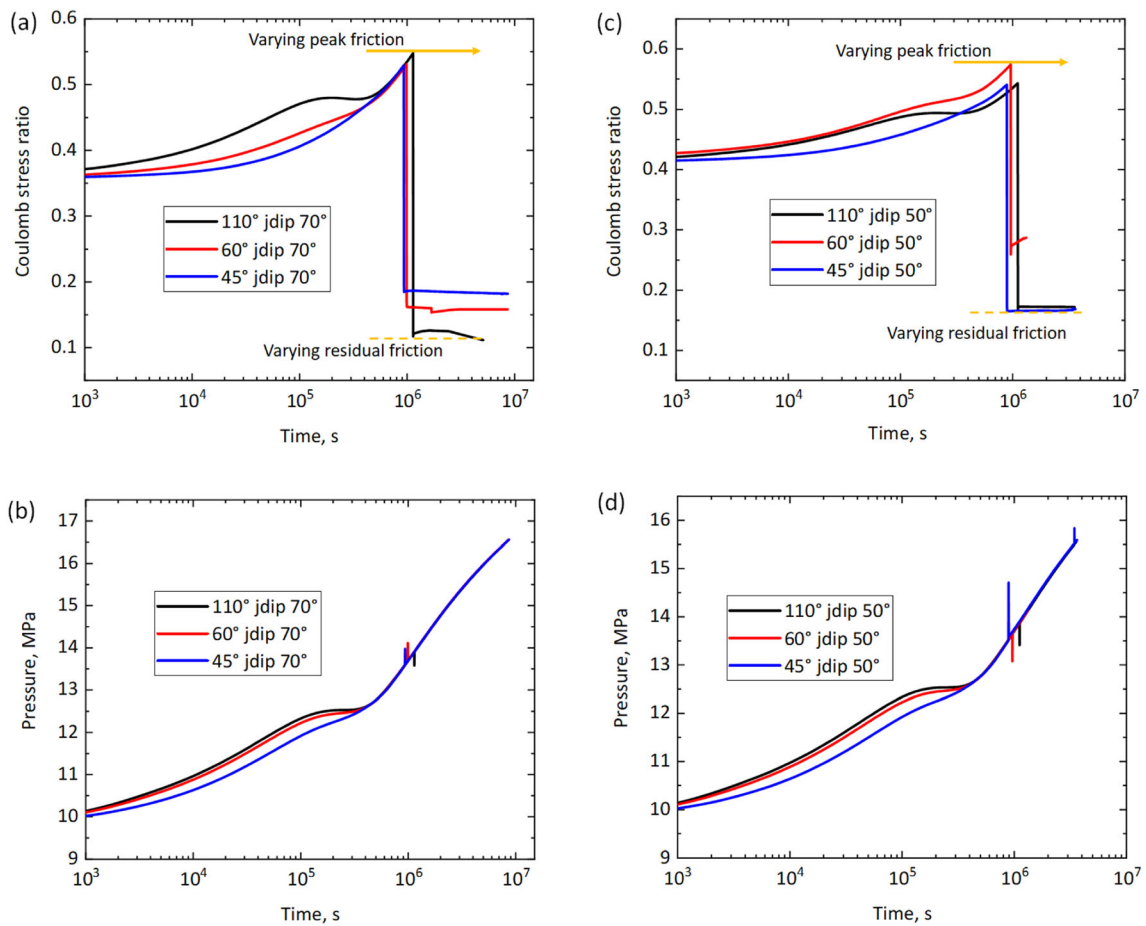 (a)
Coulomb stress ratio
0.6
0.5
0.4
0.3
0.2
0.1
Varying peak friction
110° jdip 70°
60° jdip 70°
45° jdip 70°
Varying residual friction
10³ 10⁴ 10⁵ 10⁶ 10⁷
Time, s
(c)
Coulomb stress ratio
0.6
0.5
0.4
0.3
0.2
0.1
Varying peak friction
110° jdip 50°
60° jdip 50°
45° jdip 50°
Varying residual friction
10³ 10⁴ 10⁵ 10⁶ 10⁷
Time, s
(b)
Pressure, MPa
17
16
15
14
13
12
11
10
9
110° jdip 70°
60° jdip 70°
45° jdip 70°
10³ 10⁴ 10⁵ 10⁶ 10⁷
Time, s
(d)
Pressure, MPa
16
15
14
13
12
11
10
9
110° jdip 50°
60° jdip 50°
45° jdip 50°
10³ 10⁴ 10⁵ 10⁶ 10⁷
Time, s